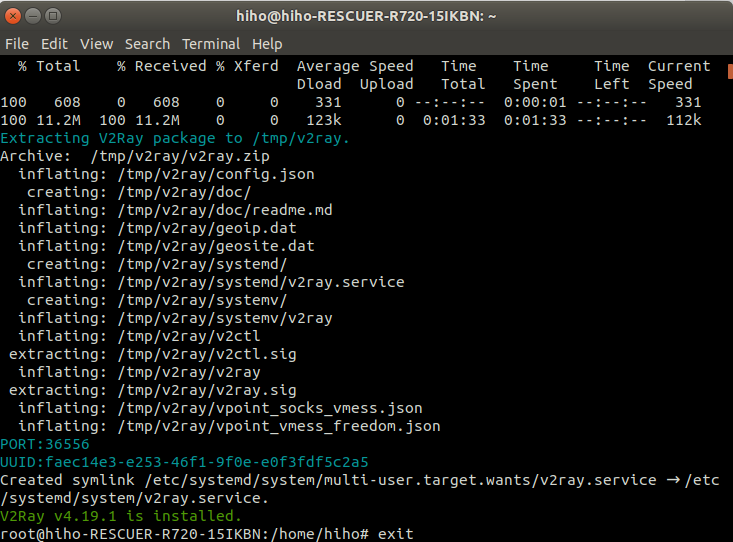 hiho@hiho-RESCUER-R720-15IKBN: ~
File Edit View Search Terminal Help
  % Total    % Received % Xferd  Average Speed   Time    Time     Time  Current
                                 Dload  Upload   Total   Spent    Left  Speed
100   608    0   608    0     0    331      0 --:--:--  0:00:01 --:--:--   331
100 11.2M  100 11.2M    0     0   123k      0  0:01:33  0:01:33 --:--:--  112k
Extracting V2Ray package to /tmp/v2ray.
Archive:  /tmp/v2ray/v2ray.zip
  inflating: /tmp/v2ray/config.json
   creating: /tmp/v2ray/doc/
  inflating: /tmp/v2ray/doc/readme.md
  inflating: /tmp/v2ray/geoip.dat
  inflating: /tmp/v2ray/geosite.dat
   creating: /tmp/v2ray/systemd/
  inflating: /tmp/v2ray/systemd/v2ray.service
   creating: /tmp/v2ray/systemv/
  inflating: /tmp/v2ray/systemv/v2ray
  inflating: /tmp/v2ray/v2ctl
 extracting: /tmp/v2ray/v2ctl.sig
  inflating: /tmp/v2ray/v2ray
 extracting: /tmp/v2ray/v2ray.sig
  inflating: /tmp/v2ray/vpoint_socks_vmess.json
  inflating: /tmp/v2ray/vpoint_vmess_freedom.json
PORT:36556
UUID:faec14e3-e253-46f1-9f0e-e0f3fdf5c2a5
Created symlink /etc/systemd/system/multi-user.target.wants/v2ray.service → /etc
/systemd/system/v2ray.service.
V2Ray v4.19.1 is installed.
root@hiho-RESCUER-R720-15IKBN:/home/hiho# exit